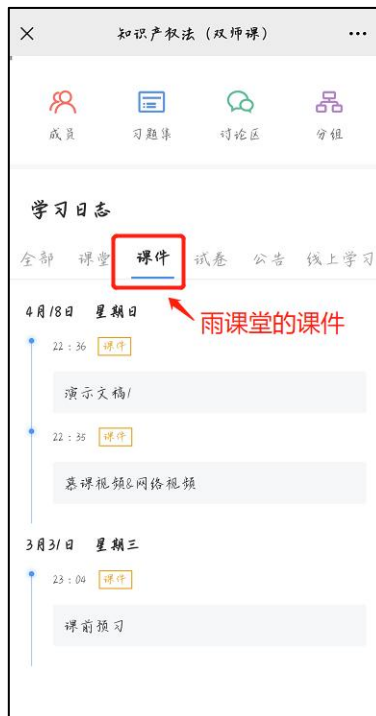 知识产权法（双师课）
成员 习题集 讨论区 分组
学习日志
全部 课堂 课件 试卷 公告 线上学习
4月18日 星期日
雨课堂的课件
22：36 课件
演示文稿1
22：35 课件
慕课视频&网络视频
3月31日 星期三
23：04 课件
课前预习